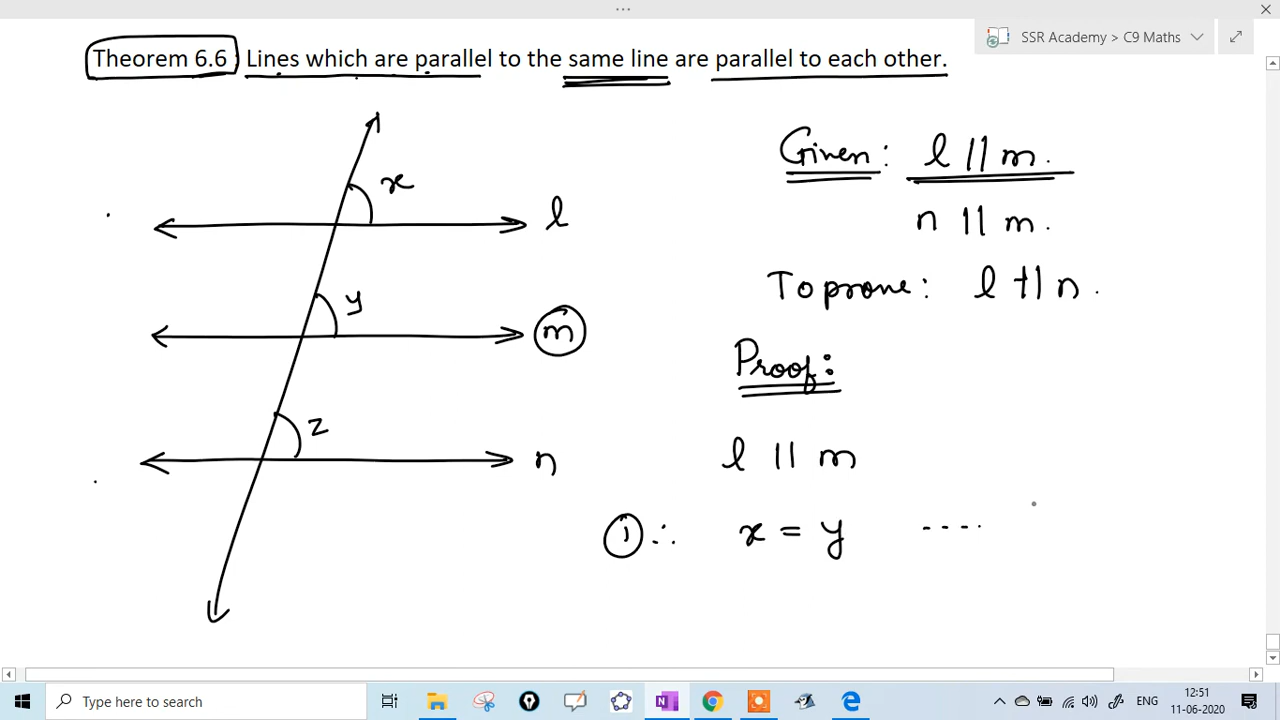 SSR Academy > C9 Maths
Theorem 6.6: Lines which are parallel to the same line are parallel to each other.
x
l
y
m
z
n
Given: l || m.
n || m.
To prove: l || n.
Proof:
l || m
① ∴ x = y ....
Type here to search
ENG
12:51
11-06-2020